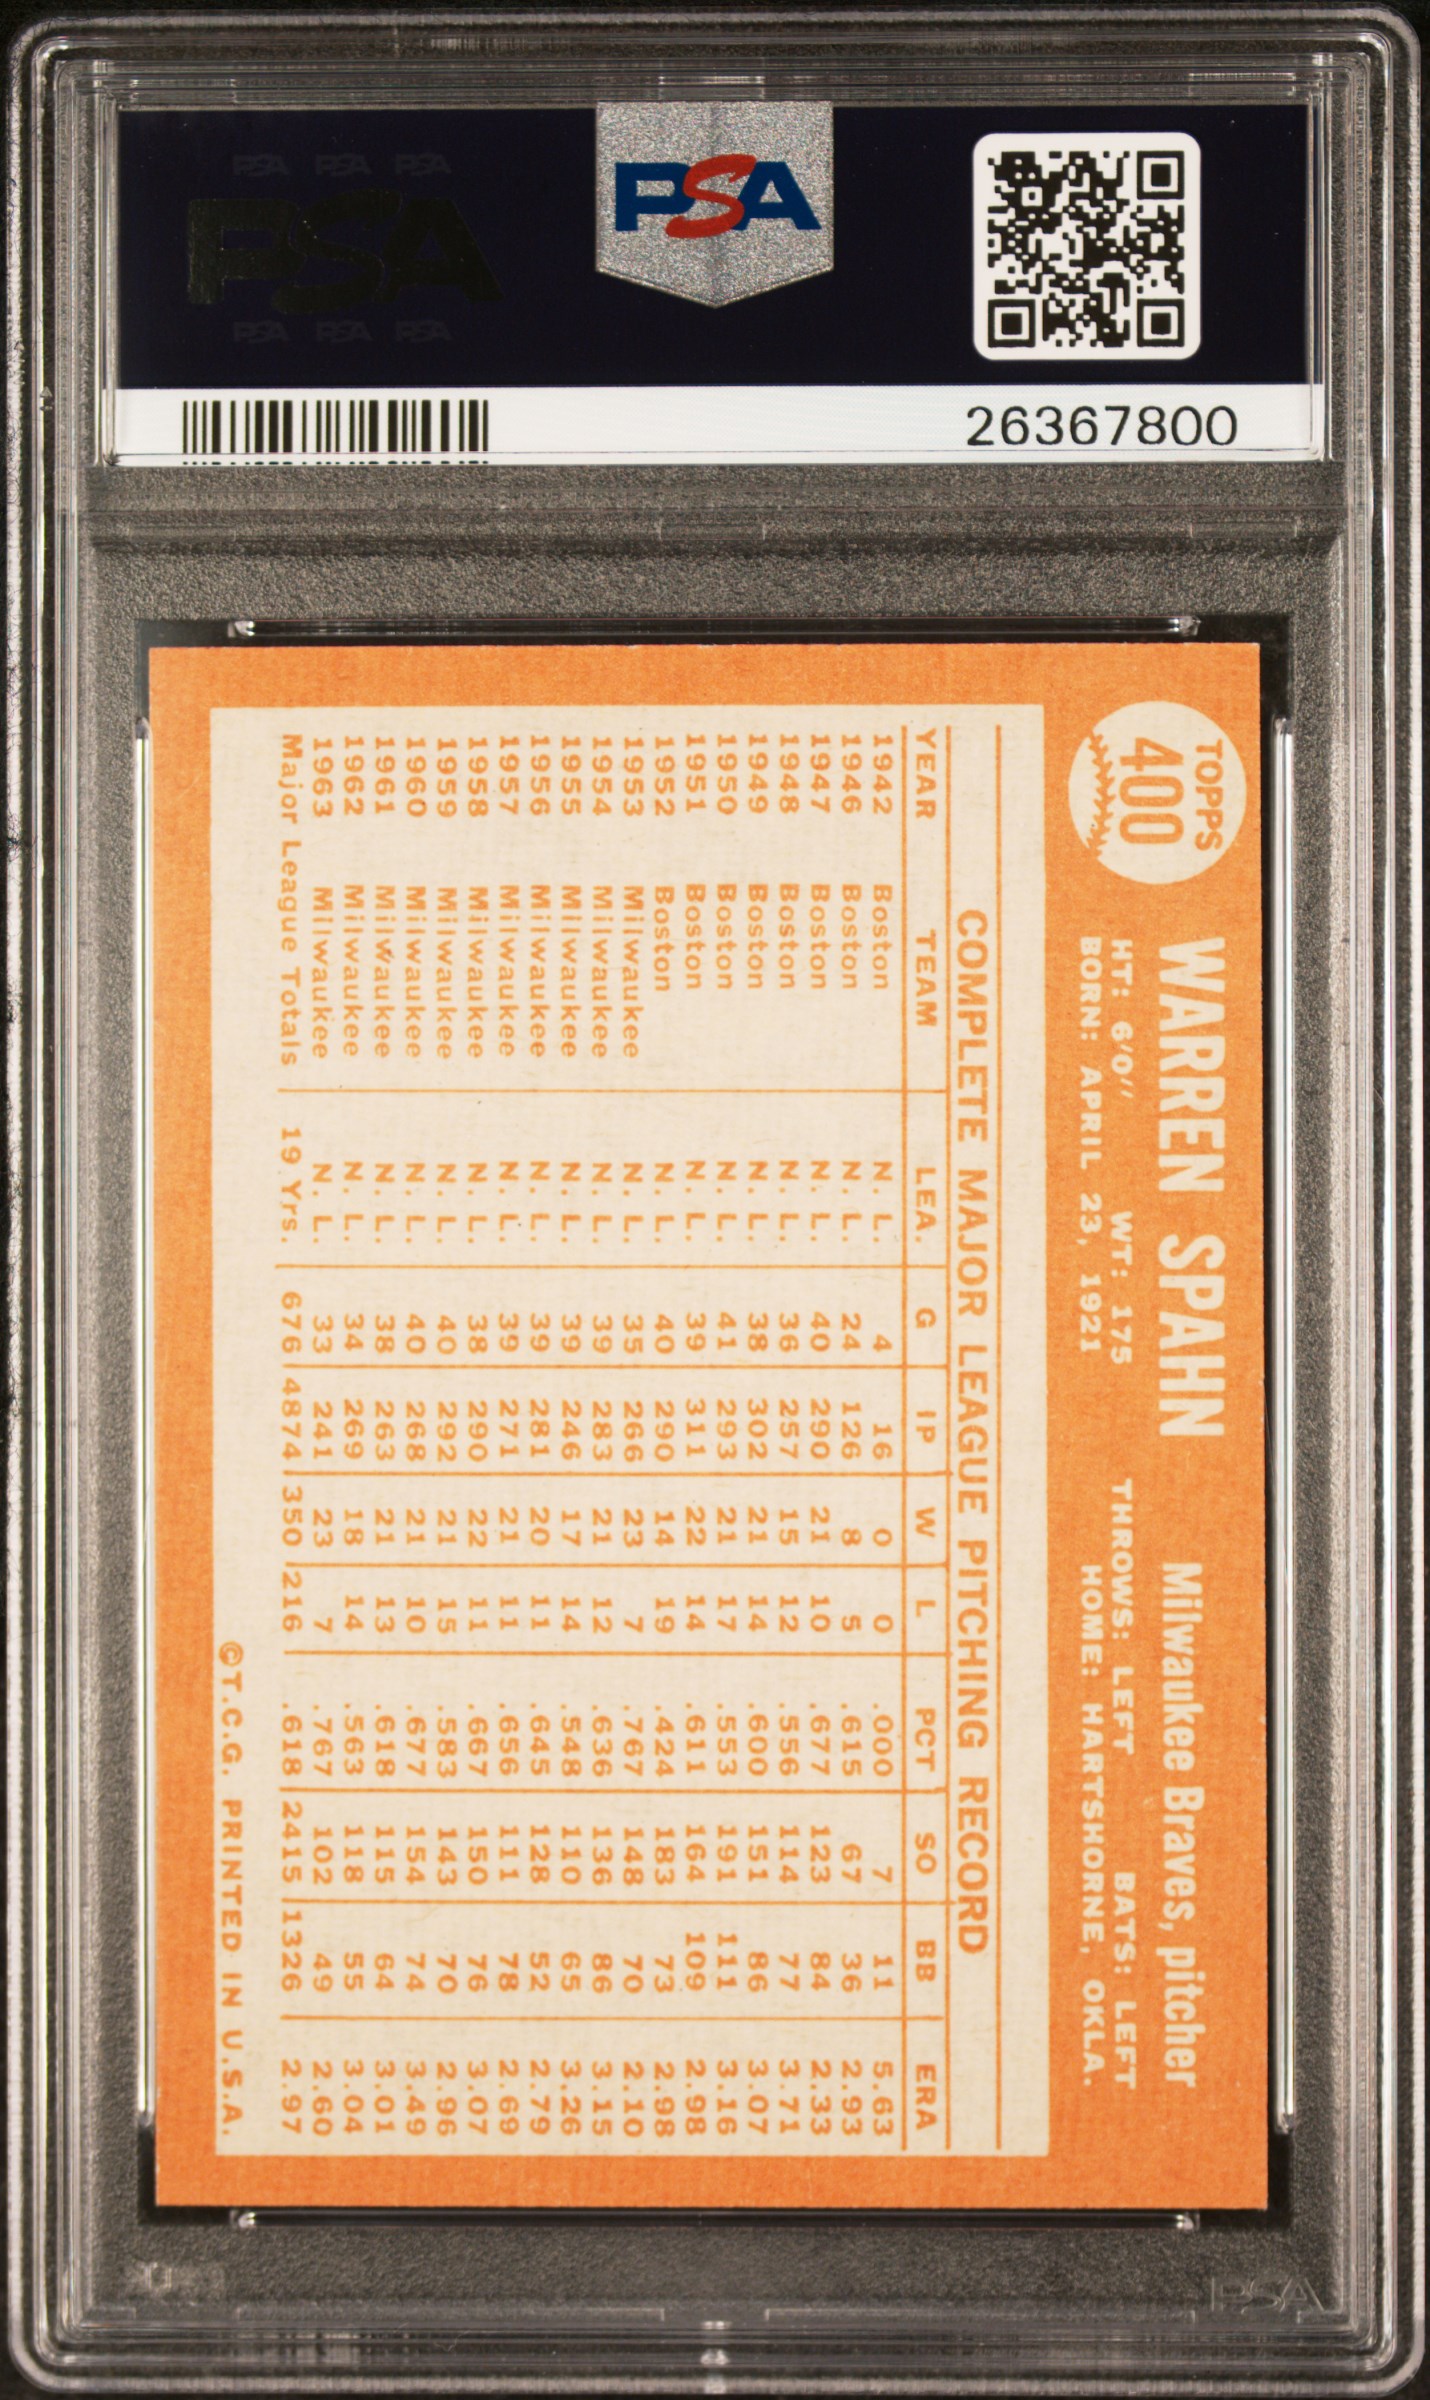 PSA PSA PSA
PSA
PSA PSA PSA
PSA
26367800
TOPPS
400
WARREN SPAHN Milwaukee Braves, pitcher
HT: 6'0" WT: 175 THROWS: LEFT BATS: LEFT
BORN: APRIL 23, 1921 HOME: HARTSHORNE, OKLA.
COMPLETE MAJOR LEAGUE PITCHING RECORD
YEAR TEAM LEA. G IP W L PCT SO BB ERA
1942 Boston N. L. 4 16 0 0 .000 7 11 5.63
1946 Boston N. L. 24 126 8 5 .615 67 36 2.93
1947 Boston N. L. 40 290 21 10 .677 123 84 2.33
1948 Boston N. L. 36 257 15 12 .556 114 77 3.71
1949 Boston N. L. 38 302 21 14 .600 151 86 3.07
1950 Boston N. L. 41 293 21 17 .553 191 111 3.16
1951 Boston N. L. 39 311 22 14 .611 164 109 2.98
1952 Boston N. L. 40 290 14 19 .424 183 73 2.98
1953 Milwaukee N. L. 35 266 23 7 .767 148 70 2.10
1954 Milwaukee N. L. 39 283 21 12 .636 136 86 3.15
1955 Milwaukee N. L. 39 246 17 14 .548 110 65 3.26
1956 Milwaukee N. L. 39 281 20 11 .645 128 52 2.79
1957 Milwaukee N. L. 39 271 21 11 .656 111 78 2.69
1958 Milwaukee N. L. 38 290 22 11 .667 150 76 3.07
1959 Milwaukee N. L. 40 292 21 15 .583 143 70 2.96
1960 Milwaukee N. L. 40 268 21 10 .677 154 74 3.49
1961 Milwaukee N. L. 38 263 21 13 .618 115 64 3.01
1962 Milwaukee N. L. 34 269 18 14 .563 118 55 3.04
1963 Milwaukee N. L. 33 241 23 7 .767 102 49 2.60
Major League Totals 19 Yrs. 676 4874 350 216 .618 2415 1326 2.97
©T.C.G. PRINTED IN U.S.A.
PSA